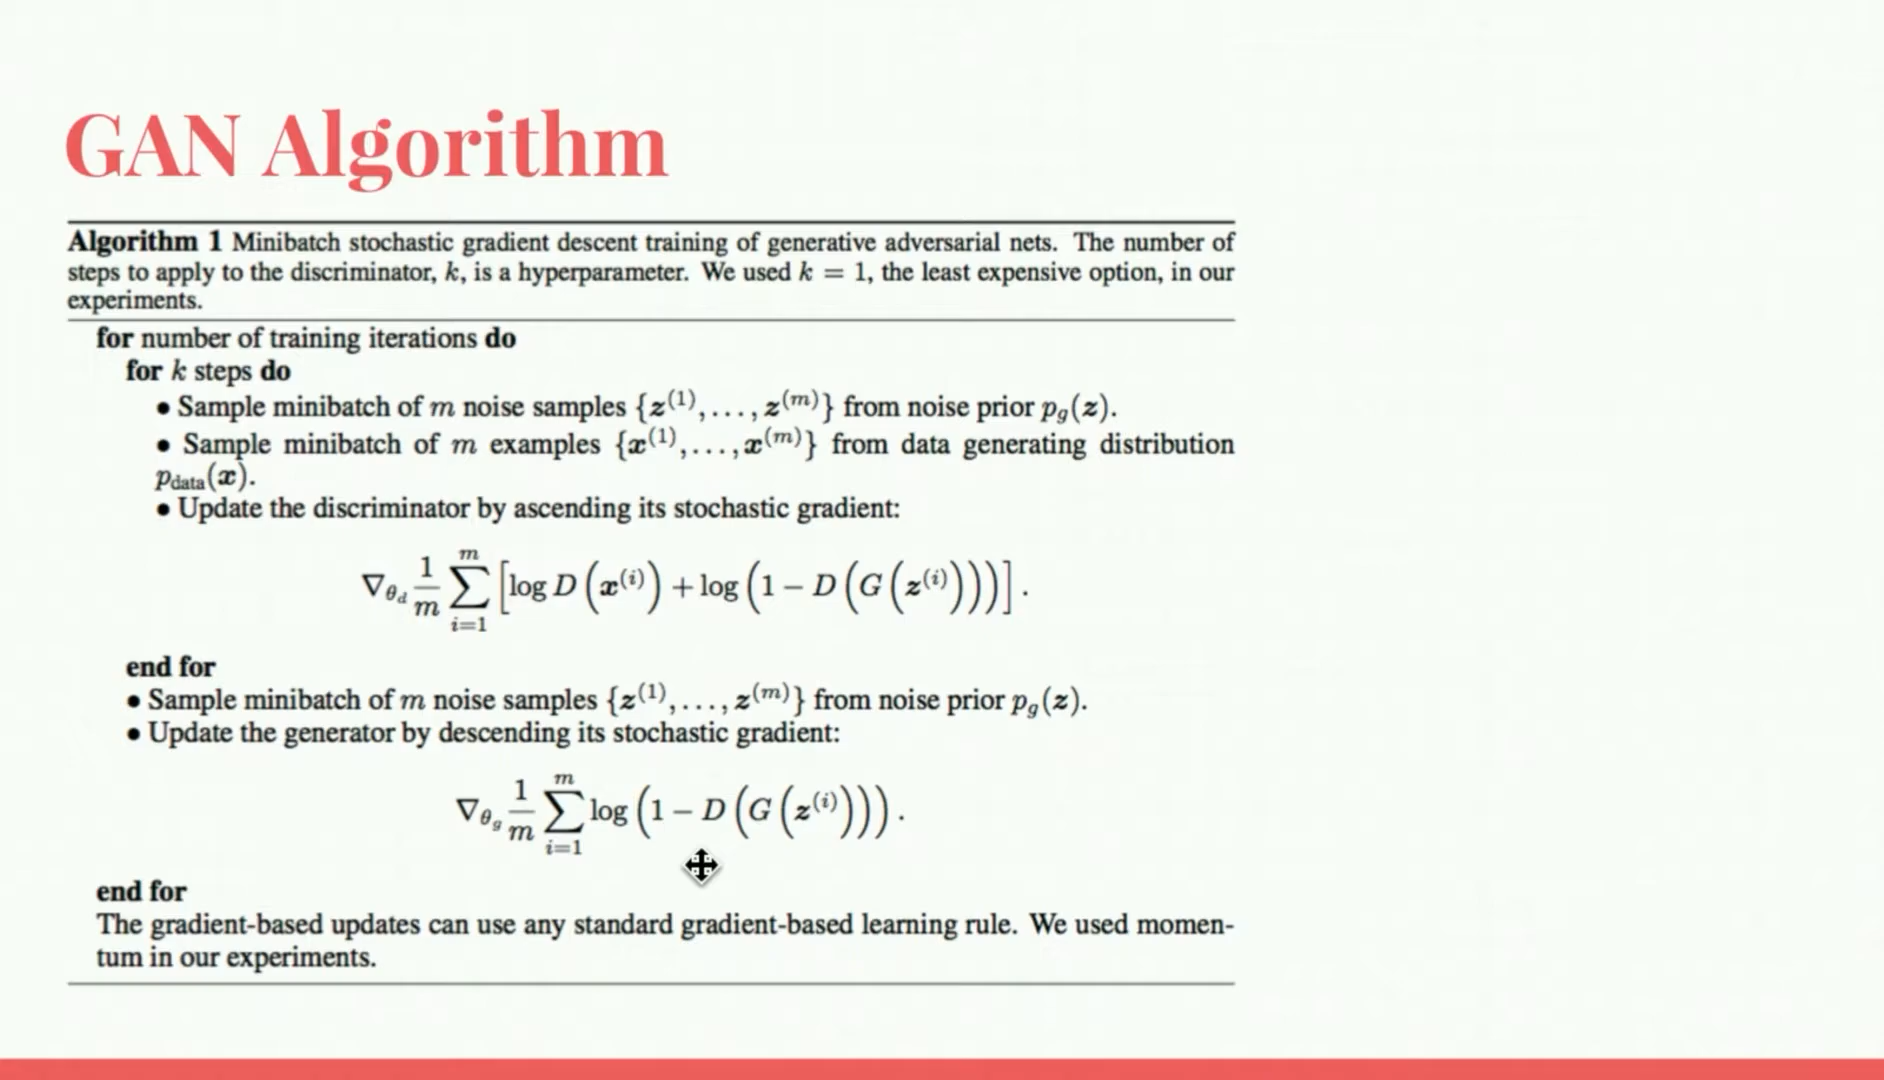 GAN Algorithm
Algorithm 1 Minibatch stochastic gradient descent training of generative adversarial nets. The number of
steps to apply to the discriminator, k, is a hyperparameter. We used k = 1, the least expensive option, in our
experiments.
for number of training iterations do
for k steps do
• Sample minibatch of m noise samples {z^(1), . . . , z^(m)} from noise prior p_g(z).
• Sample minibatch of m examples {x^(1), . . . , x^(m)} from data generating distribution
p_data(x).
• Update the discriminator by ascending its stochastic gradient:
∇_θ_d 1/m ∑_{i=1}^m [log D (x^(i)) + log (1 − D (G (z^(i))))] .
end for
• Sample minibatch of m noise samples {z^(1), . . . , z^(m)} from noise prior p_g(z).
• Update the generator by descending its stochastic gradient:
∇_θ_g 1/m ∑_{i=1}^m log (1 − D (G (z^(i)))) .
end for
The gradient-based updates can use any standard gradient-based learning rule. We used momen-
tum in our experiments.